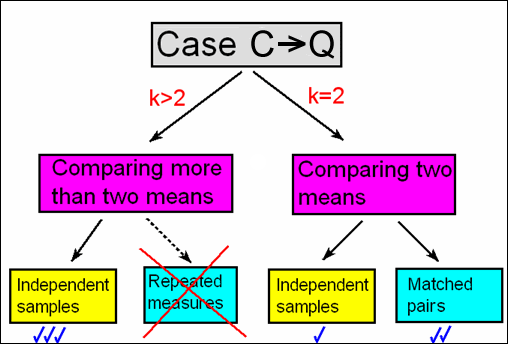 Case C→Q
k>2
k=2
Comparing more
than two means
Comparing two
means
Independent
samples
Repeated
measures
Independent
samples
Matched
pairs